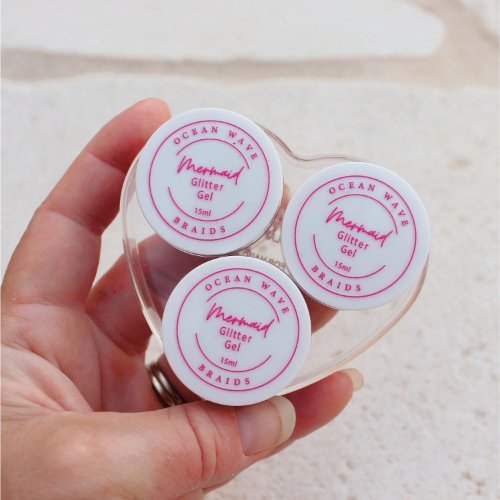 OCEAN WAVE
Mermaid
Glitter
Gel
15ml
BRAIDS
OCEAN WAVE
Mermaid
Glitter
Gel
15ml
BRAIDS
OCEAN WAVE
Mermaid
Glitter
Gel
15ml
BRAIDS